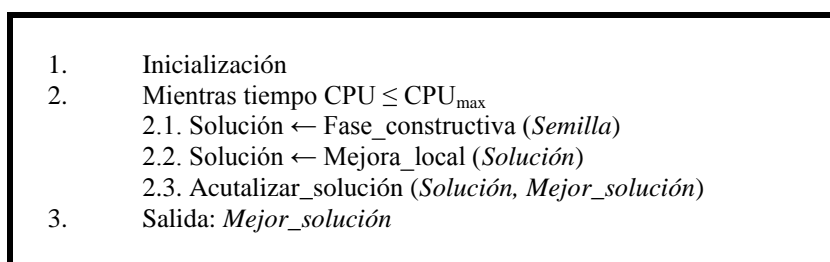 1. Inicialización
2. Mientras tiempo CPU ≤ CPUmax
2.1. Solución ← Fase_constructiva (Semilla)
2.2. Solución ← Mejora_local (Solución)
2.3. Acutalizar_solución (Solución, Mejor_solución)
3. Salida: Mejor_solución